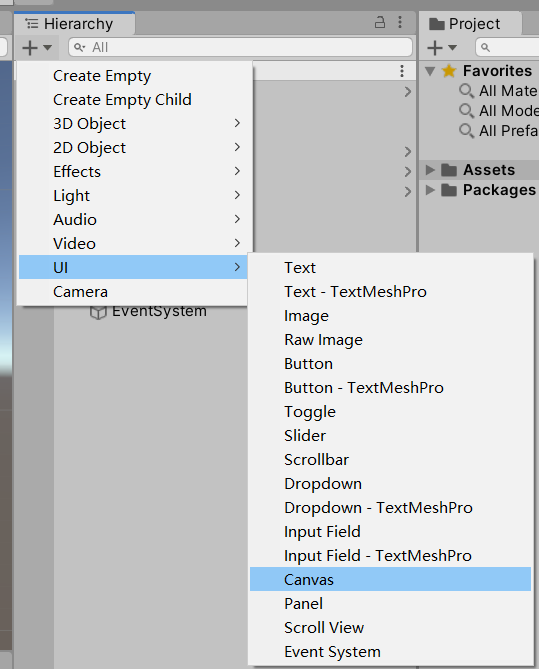 Hierarchy
All
Create Empty
Create Empty Child
3D Object
2D Object
Effects
Light
Audio
Video
UI
Camera
EventSystem
Text
Text - TextMeshPro
Image
Raw Image
Button
Button - TextMeshPro
Toggle
Slider
Scrollbar
Dropdown
Dropdown - TextMeshPro
Input Field
Input Field - TextMeshPro
Canvas
Panel
Scroll View
Event System
Project
Favorites
All Mate
All Mode
All Prefa
Assets
Packages